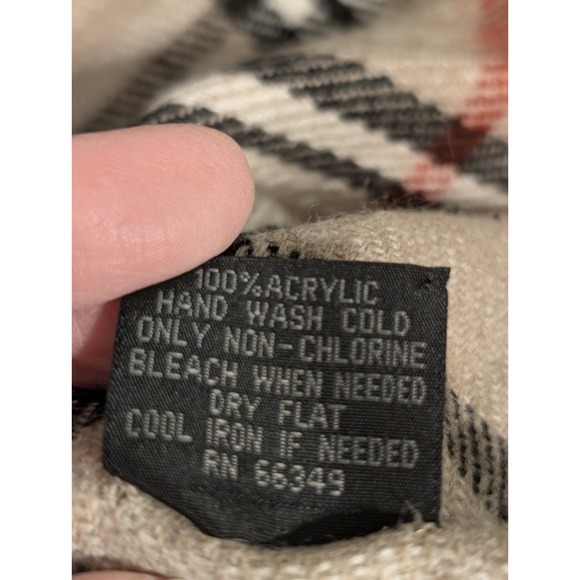 100% ACRYLIC
HAND WASH COLD
ONLY NON-CHLORINE
BLEACH WHEN NEEDED
DRY FLAT
COOL IRON IF NEEDED
RN 66349